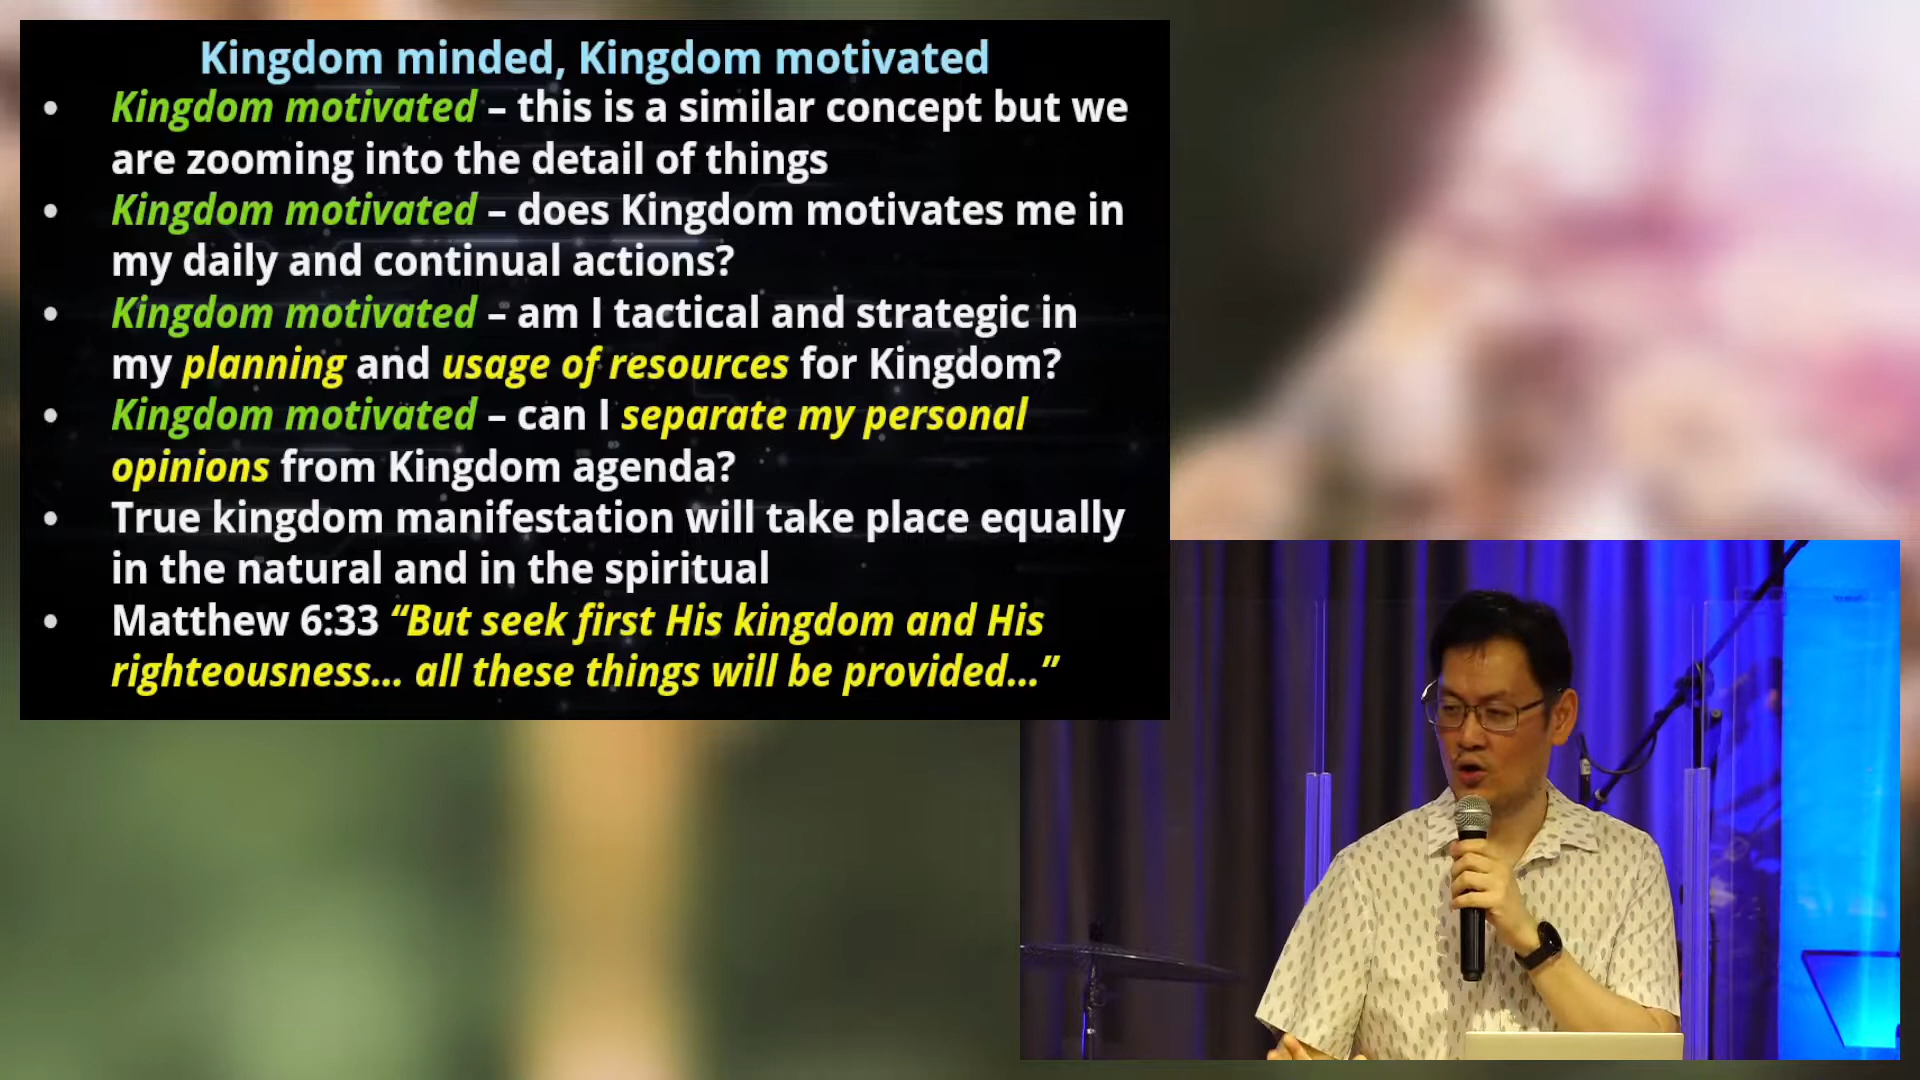 Kingdom minded, Kingdom motivated
• Kingdom motivated – this is a similar concept but we
are zooming into the detail of things
• Kingdom motivated – does Kingdom motivates me in
my daily and continual actions?
• Kingdom motivated – am I tactical and strategic in
my planning and usage of resources for Kingdom?
• Kingdom motivated – can I separate my personal
opinions from Kingdom agenda?
• True kingdom manifestation will take place equally
in the natural and in the spiritual
• Matthew 6:33 “But seek first His kingdom and His
righteousness... all these things will be provided...”